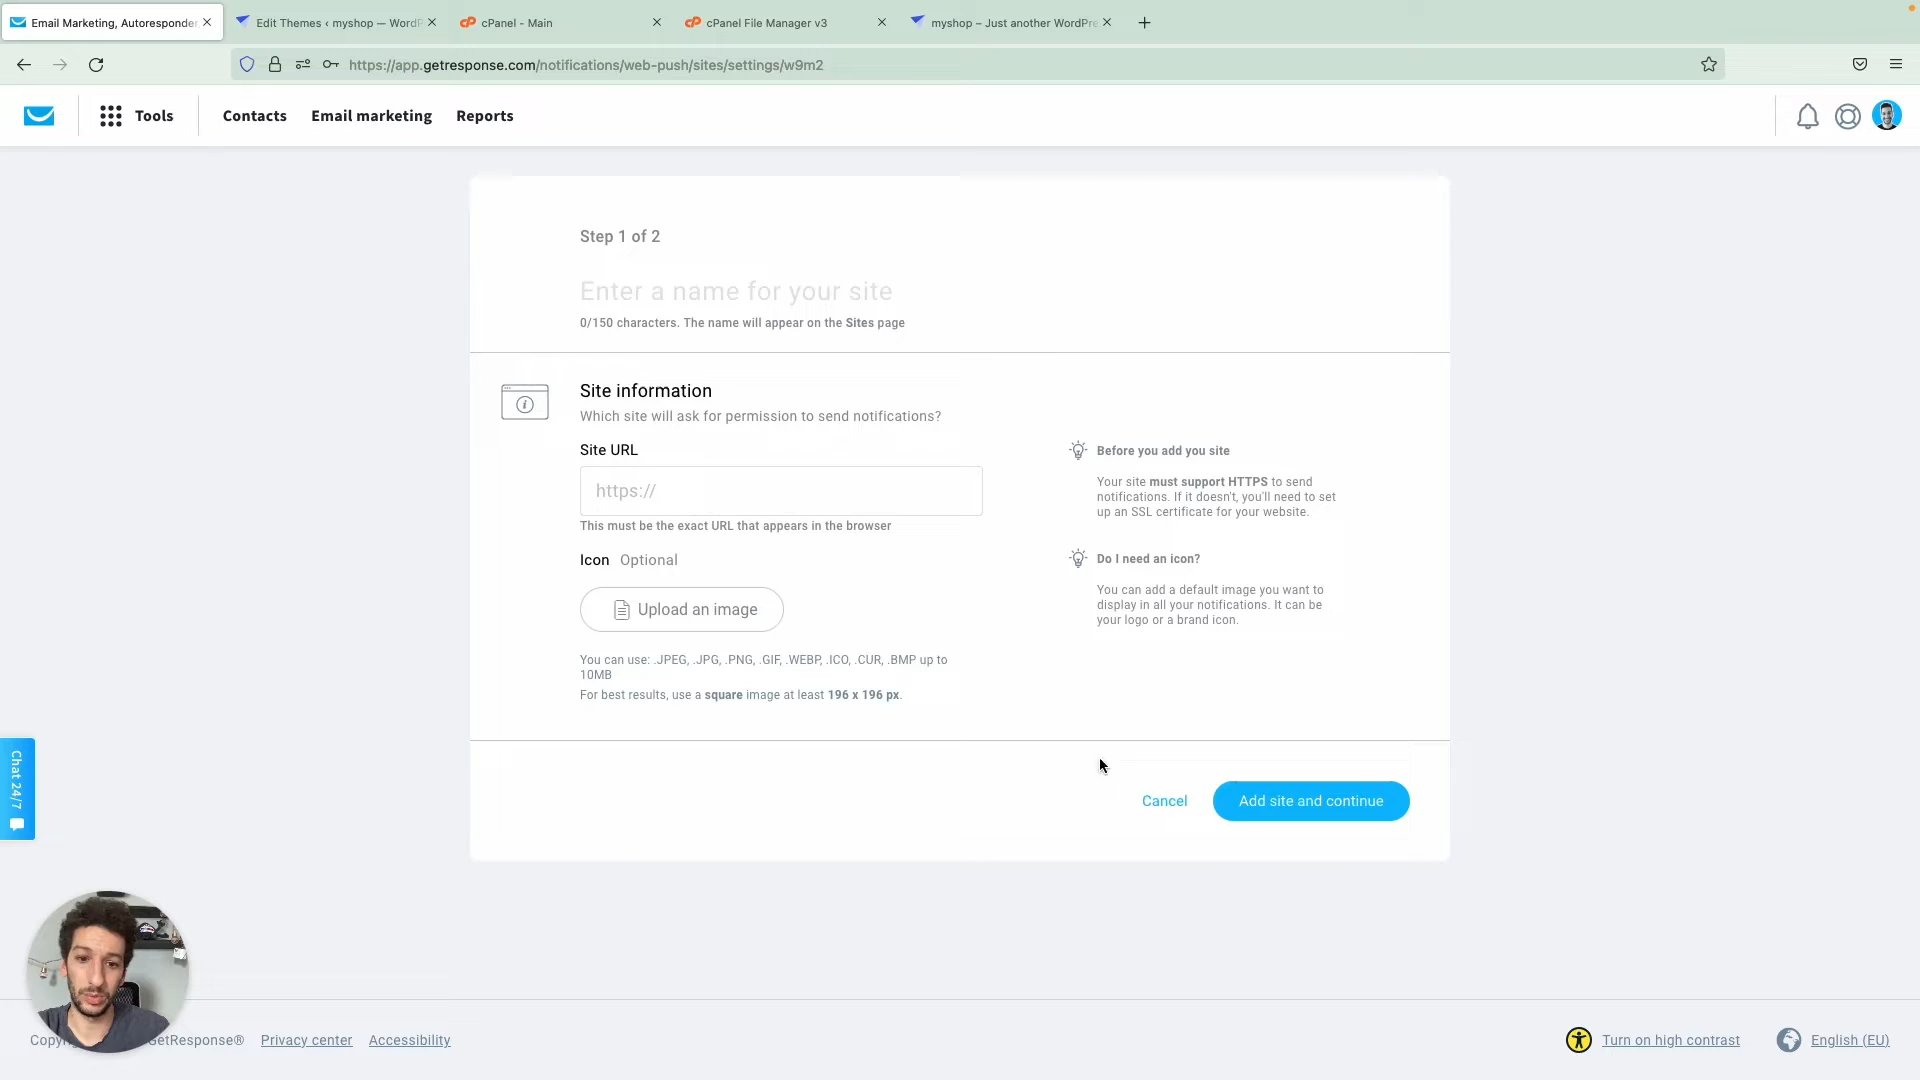 Email Marketing, Autoresponder
Edit Themes ‹ myshop — WordP
cPanel - Main
cPanel File Manager v3
myshop – Just another WordPre
https://app.getresponse.com/notifications/web-push/sites/settings/w9m2
Tools
Contacts
Email marketing
Reports
Step 1 of 2
Enter a name for your site
0/150 characters. The name will appear on the Sites page
Site information
Which site will ask for permission to send notifications?
Site URL
https://
This must be the exact URL that appears in the browser
Icon Optional
Upload an image
You can use: .JPEG, .JPG, .PNG, .GIF, .WEBP, .ICO, .CUR, .BMP up to
10MB
For best results, use a square image at least 196 x 196 px.
Before you add you site
Your site must support HTTPS to send
notifications. If it doesn't, you'll need to set
up an SSL certificate for your website.
Do I need an icon?
You can add a default image you want to
display in all your notifications. It can be
your logo or a brand icon.
Cancel
Add site and continue
Chat 24/7
GetResponse®
Privacy center
Accessibility
Turn on high contrast
English (EU)